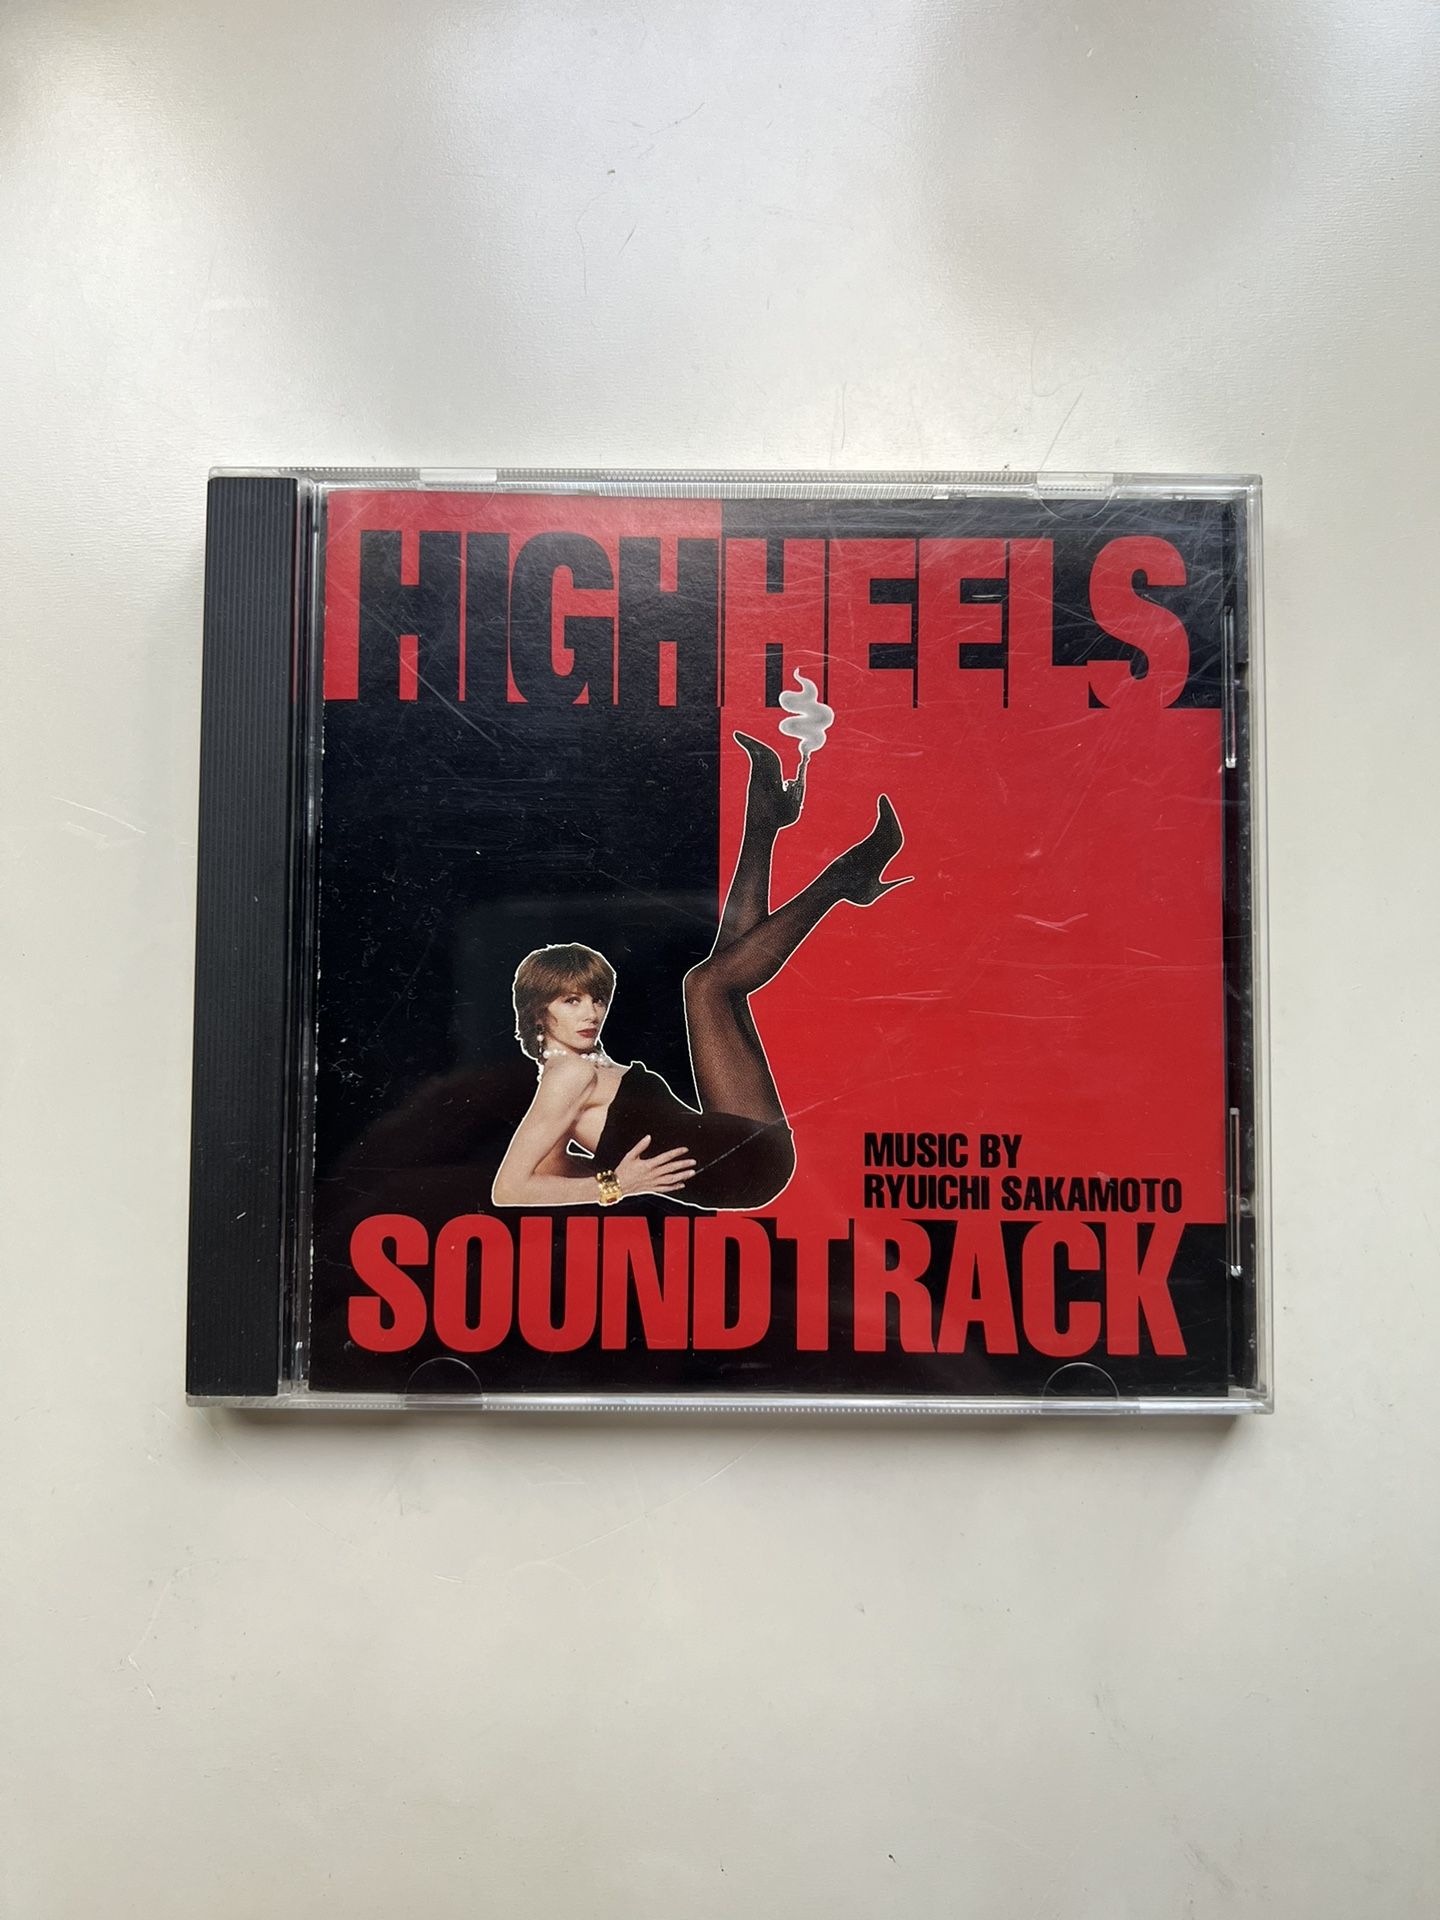 HIGH HEELS
MUSIC BY
RYUICHI SAKAMOTO
SOUNDTRACK